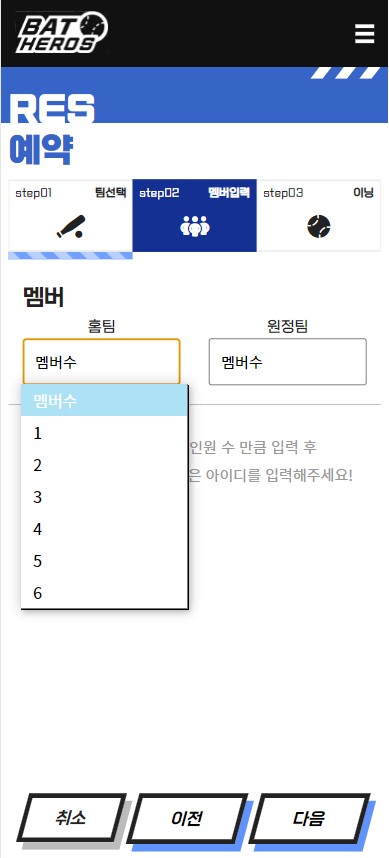 BAT
HEROS
RES
예약
step01 팀선택 step02 멤버입력 step03 이닝
멤버
홈팀 원정팀
멤버수 멤버수
멤버수
1
2
3
4
5
6
인원 수 만큼 입력 후
은 아이디를 입력해주세요!
취소 이전 다음